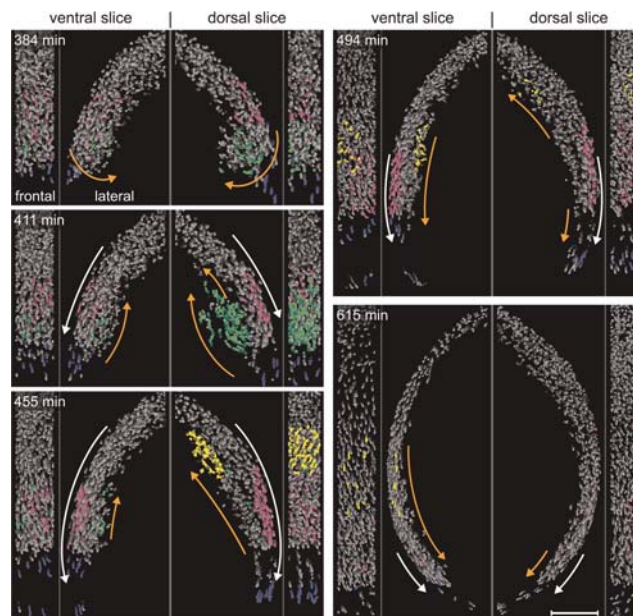 ventral slice dorsal slice
384 min
frontal lateral
411 min
455 min
ventral slice dorsal slice
494 min
615 min